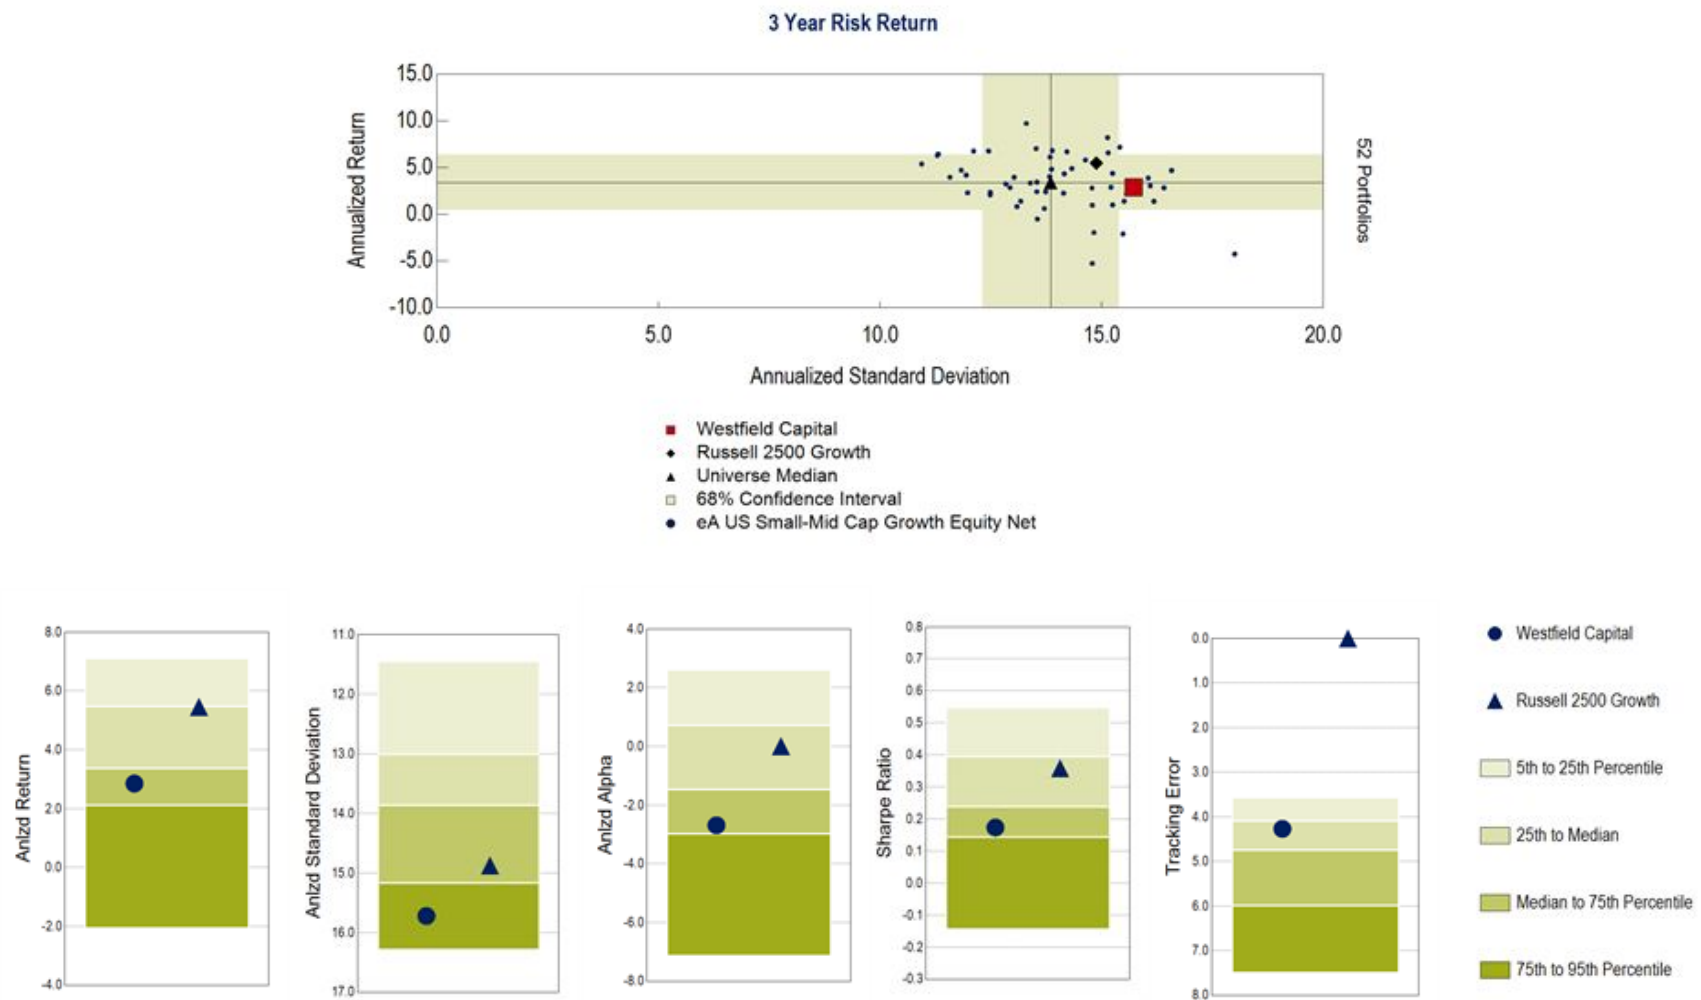 3 Year Risk Return
15.0
10.0
5.0
0.0
-5.0
-10.0
Annualized Return
0.0 5.0 10.0 15.0 20.0
Annualized Standard Deviation
52 Portfolios
Westfield Capital
Russell 2500 Growth
Universe Median
68% Confidence Interval
eA US Small-Mid Cap Growth Equity Net
Anlzd Return
8.0
6.0
4.0
2.0
0.0
-2.0
-4.0
Anlzd Standard Deviation
11.0
12.0
13.0
14.0
15.0
16.0
17.0
Anlzd Alpha
4.0
2.0
0.0
-2.0
-4.0
-6.0
-8.0
Sharpe Ratio
0.8
0.7
0.6
0.5
0.4
0.3
0.2
0.1
0.0
-0.1
-0.2
-0.3
Tracking Error
0.0
1.0
2.0
3.0
4.0
5.0
6.0
7.0
8.0
Westfield Capital
Russell 2500 Growth
5th to 25th Percentile
25th to Median
Median to 75th Percentile
75th to 95th Percentile